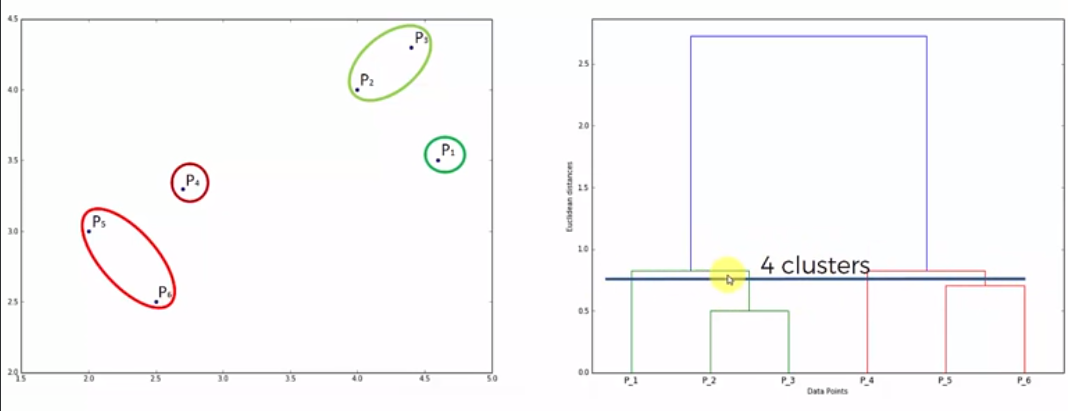 4.5
4.0
3.5
3.0
2.5
2.0
1.5 2.0 2.5 3.0 3.5 4.0 4.5 5.0
P₃
P₂
P₁
P₄
P₅
P₆
2.5
2.0
1.5
1.0
0.5
0.0
Euclidean distances
4 clusters
P_1 P_2 P_3 P_4 P_5 P_6
Data Points